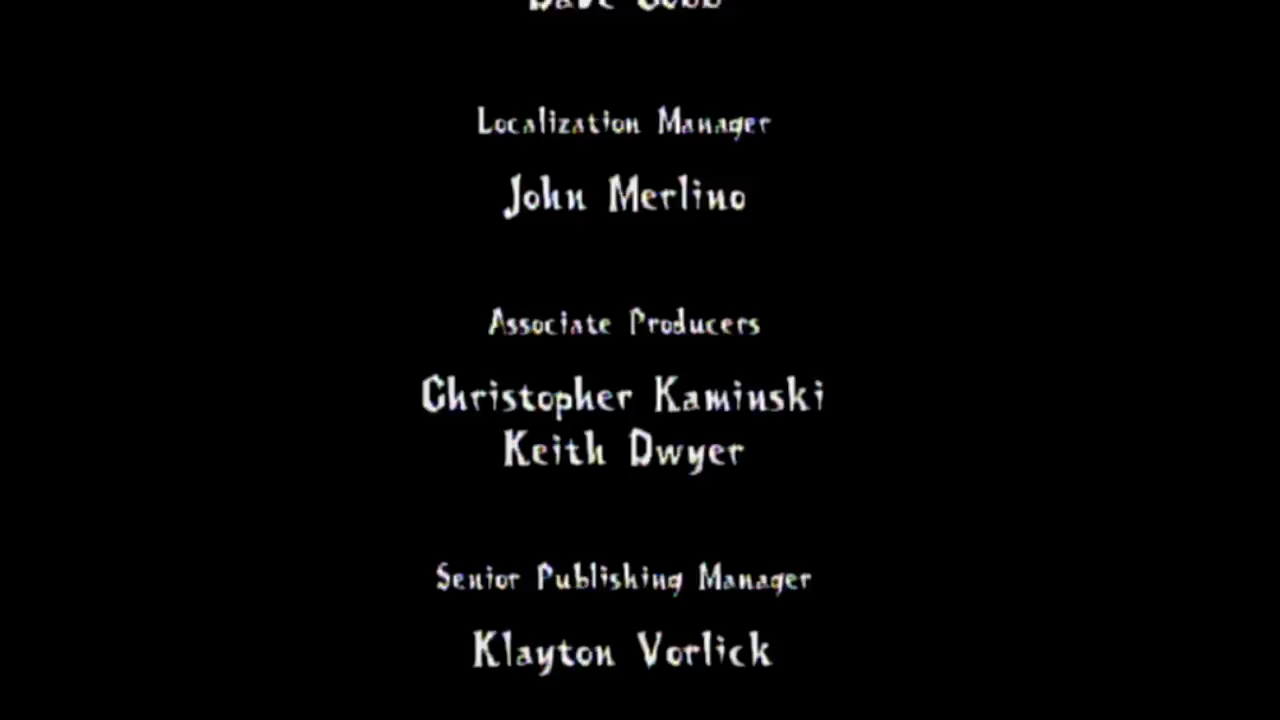 Localization Manager
John Merlino
Associate Producers
Christopher Kaminski
Keith Dwyer
Senior Publishing Manager
Klayton Vorlick